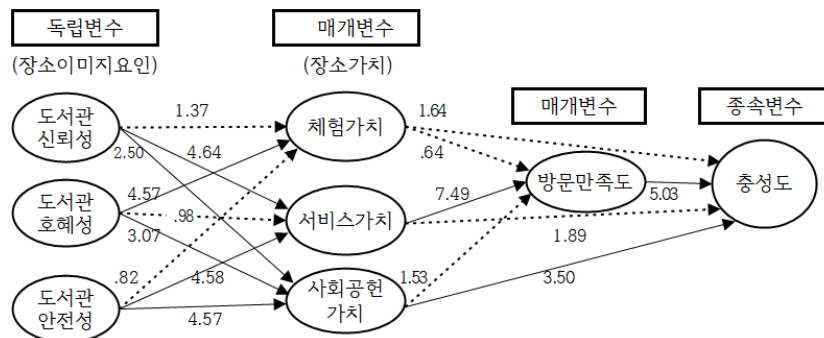 독립변수
매개변수
(장소이미지요인)
(장소가치)
매개변수
종속변수
도서관
신뢰성
1.37
체험가치
1.64
2.50
4.64
.64
도서관
호혜성
4.57
.98
3.07
서비스가치
7.49
방문만족도
5.03
충성도
1.89
도서관
안전성
.82
4.58
4.57
사회공헌
가치
1.53
3.50